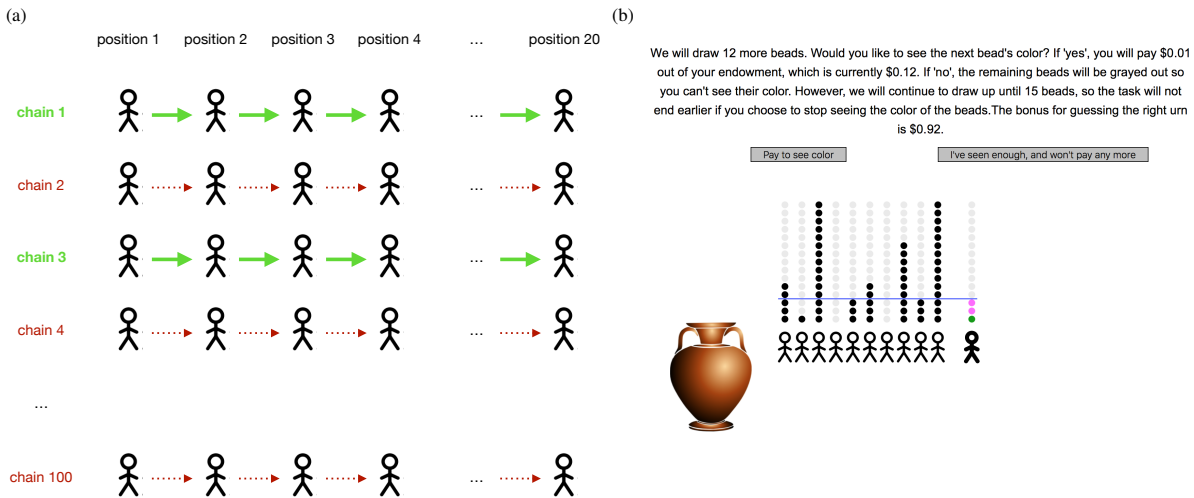 (a)
position 1 position 2 position 3 position 4 ... position 20
chain 1 ...
chain 2 ...
chain 3 ...
chain 4 ...
...
chain 100 ...
(b)
We will draw 12 more beads. Would you like to see the next bead's color? If 'yes', you will pay $0.01
out of your endowment, which is currently $0.12. If 'no', the remaining beads will be grayed out so
you can't see their color. However, we will continue to draw up until 15 beads, so the task will not
end earlier if you choose to stop seeing the color of the beads.The bonus for guessing the right urn
is $0.92.
Pay to see color
I've seen enough, and won't pay any more